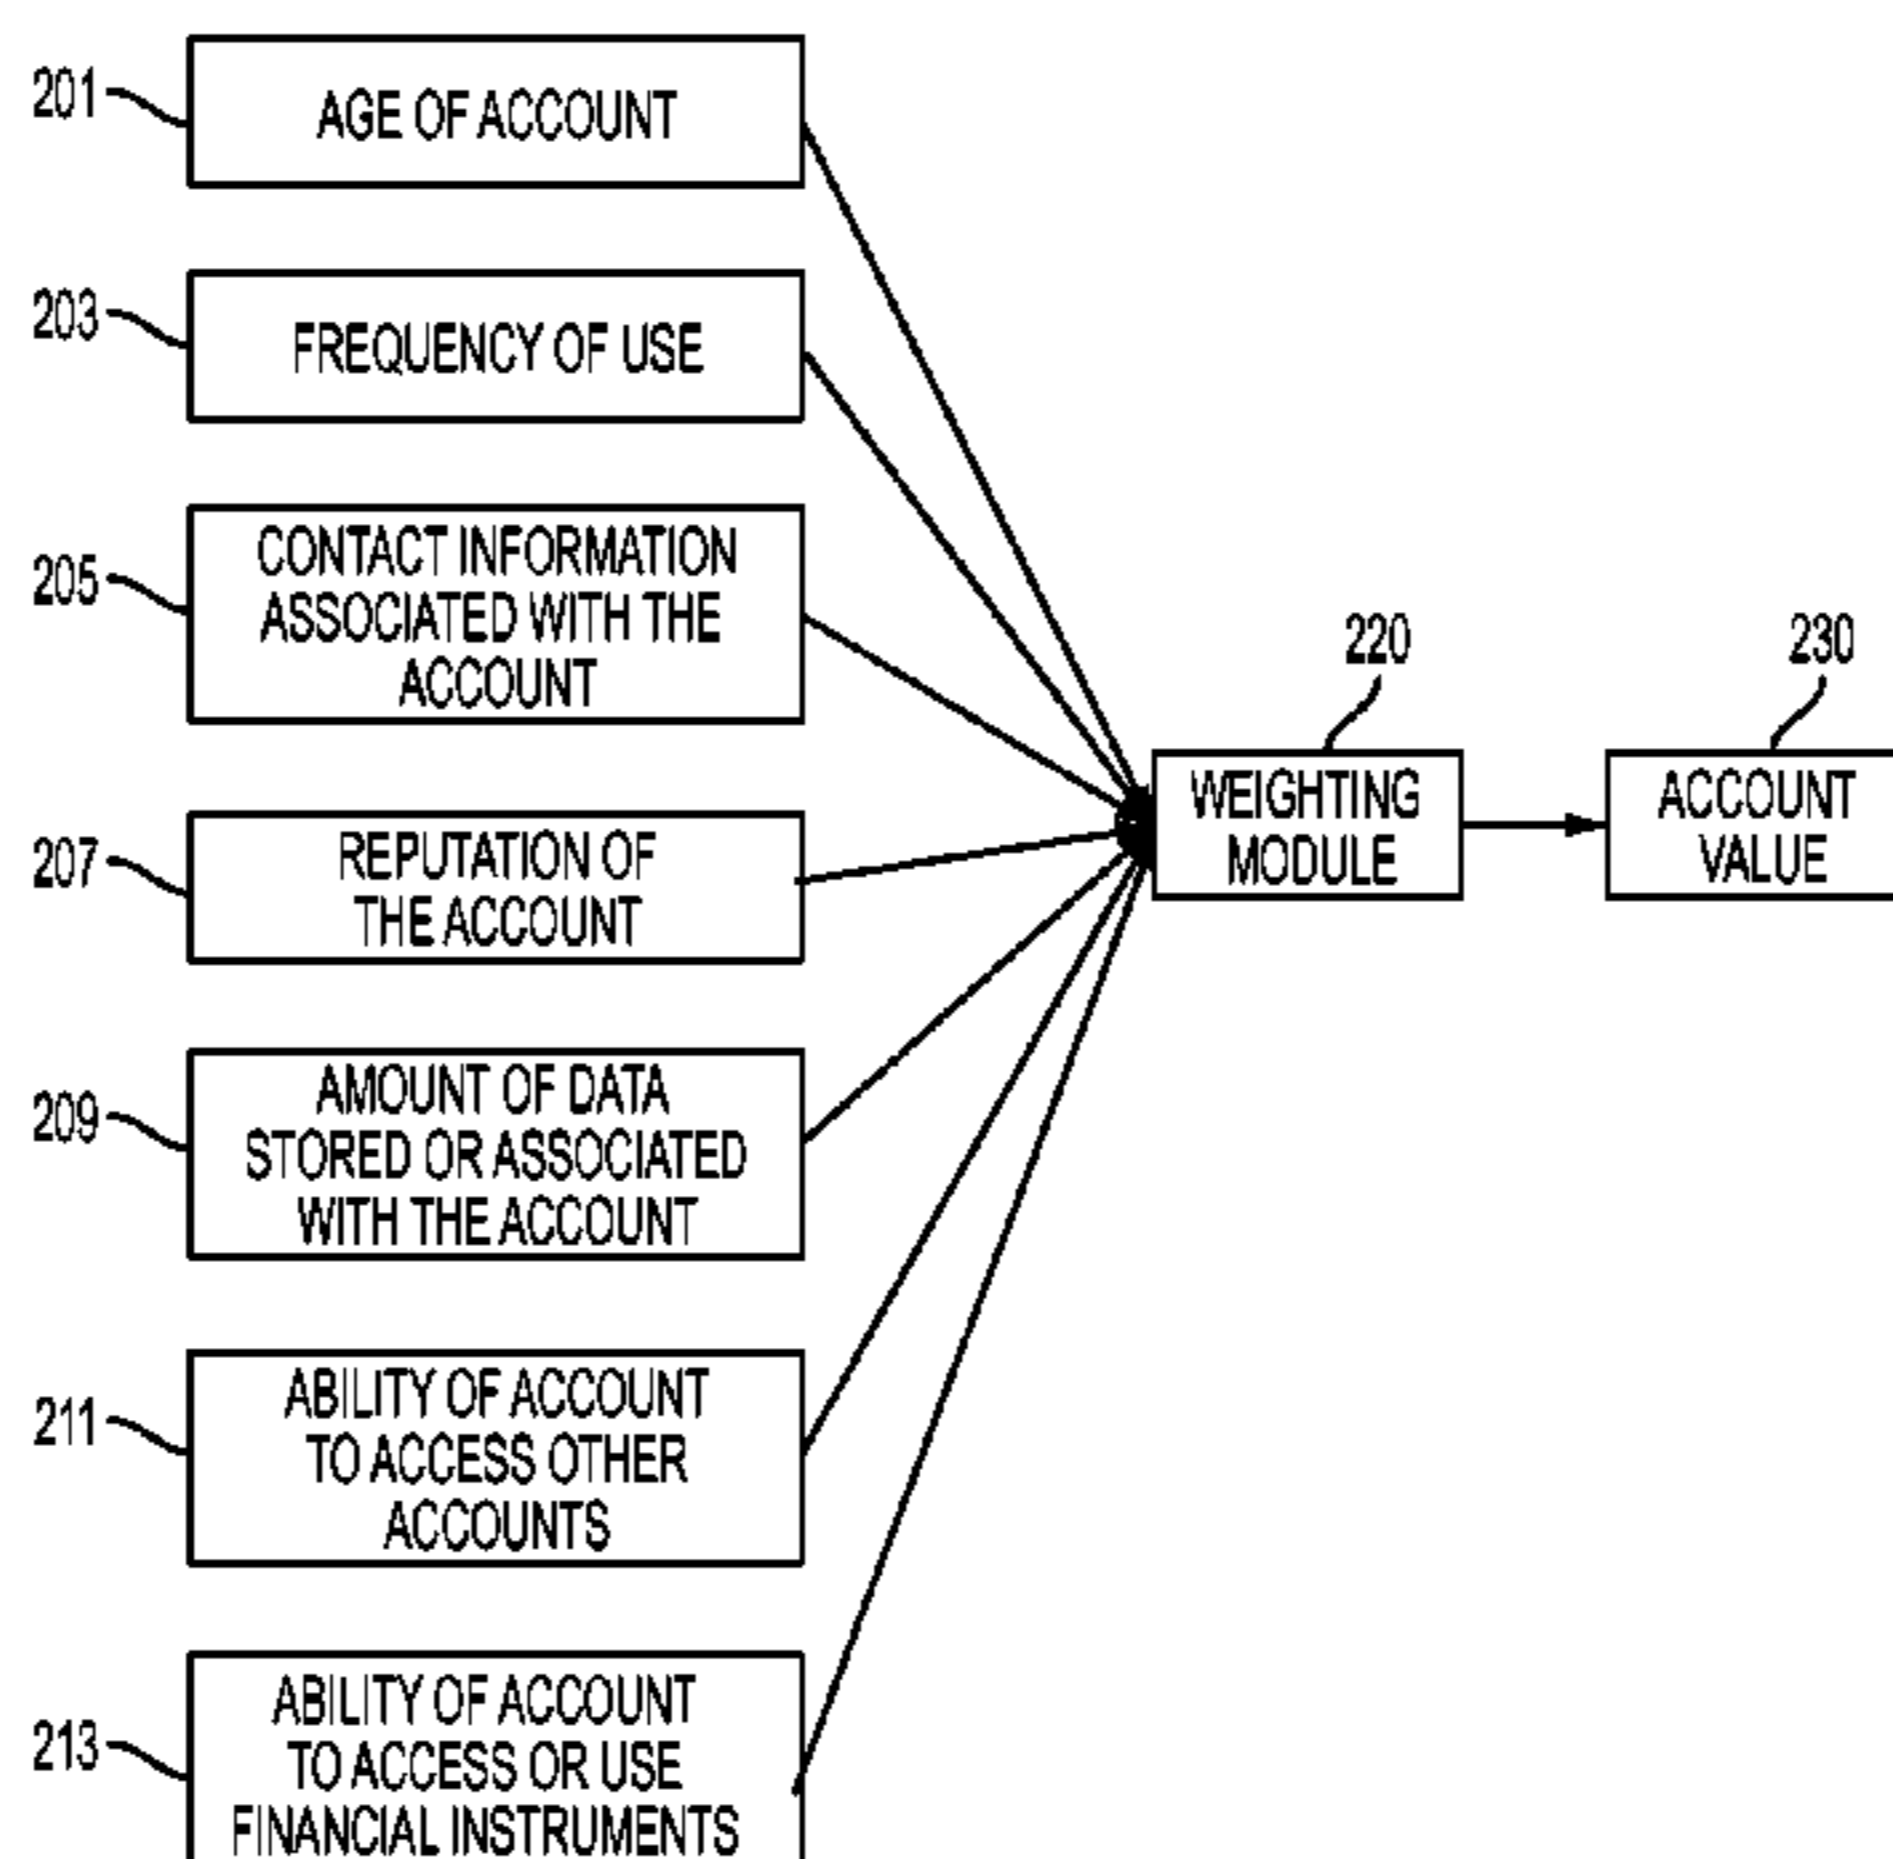 201
AGE OF ACCOUNT
203
FREQUENCY OF USE
205
CONTACT INFORMATION
ASSOCIATED WITH THE
ACCOUNT
207
REPUTATION OF
THE ACCOUNT
209
AMOUNT OF DATA
STORED OR ASSOCIATED
WITH THE ACCOUNT
211
ABILITY OF ACCOUNT
TO ACCESS OTHER
ACCOUNTS
213
ABILITY OF ACCOUNT
TO ACCESS OR USE
FINANCIAL INSTRUMENTS
220
WEIGHTING
MODULE
230
ACCOUNT
VALUE